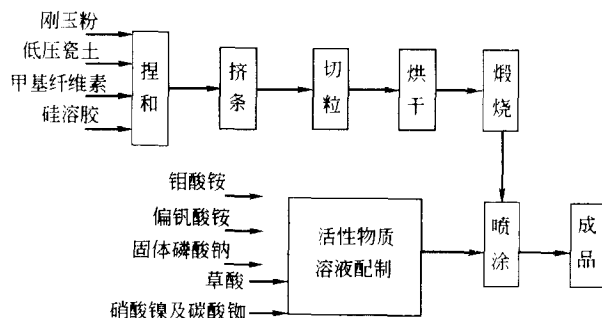 刚玉粉
低压瓷土
甲基纤维素
硅溶胶
捏和
挤条
切粒
烘干
煅烧
钼酸铵
偏钒酸铵
固体磷酸钠
草酸
硝酸镍及碳酸铷
活性物质
溶液配制
喷涂
成品